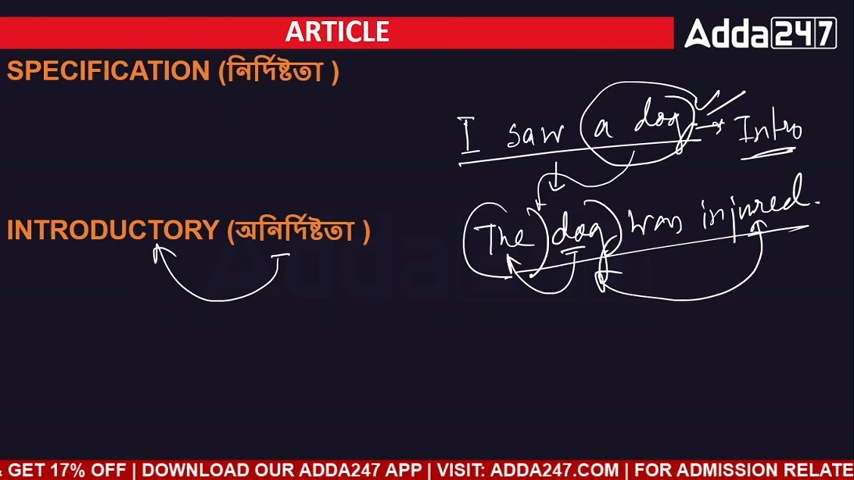 ARTICLE
Adda247
SPECIFICATION (নির্দিষ্টতা )
I saw a dog → Intro
INTRODUCTORY (অনির্দিষ্টতা )
The dog was injured.
& GET 17% OFF | DOWNLOAD OUR ADDA247 APP | VISIT: ADDA247.COM | FOR ADMISSION RELATE